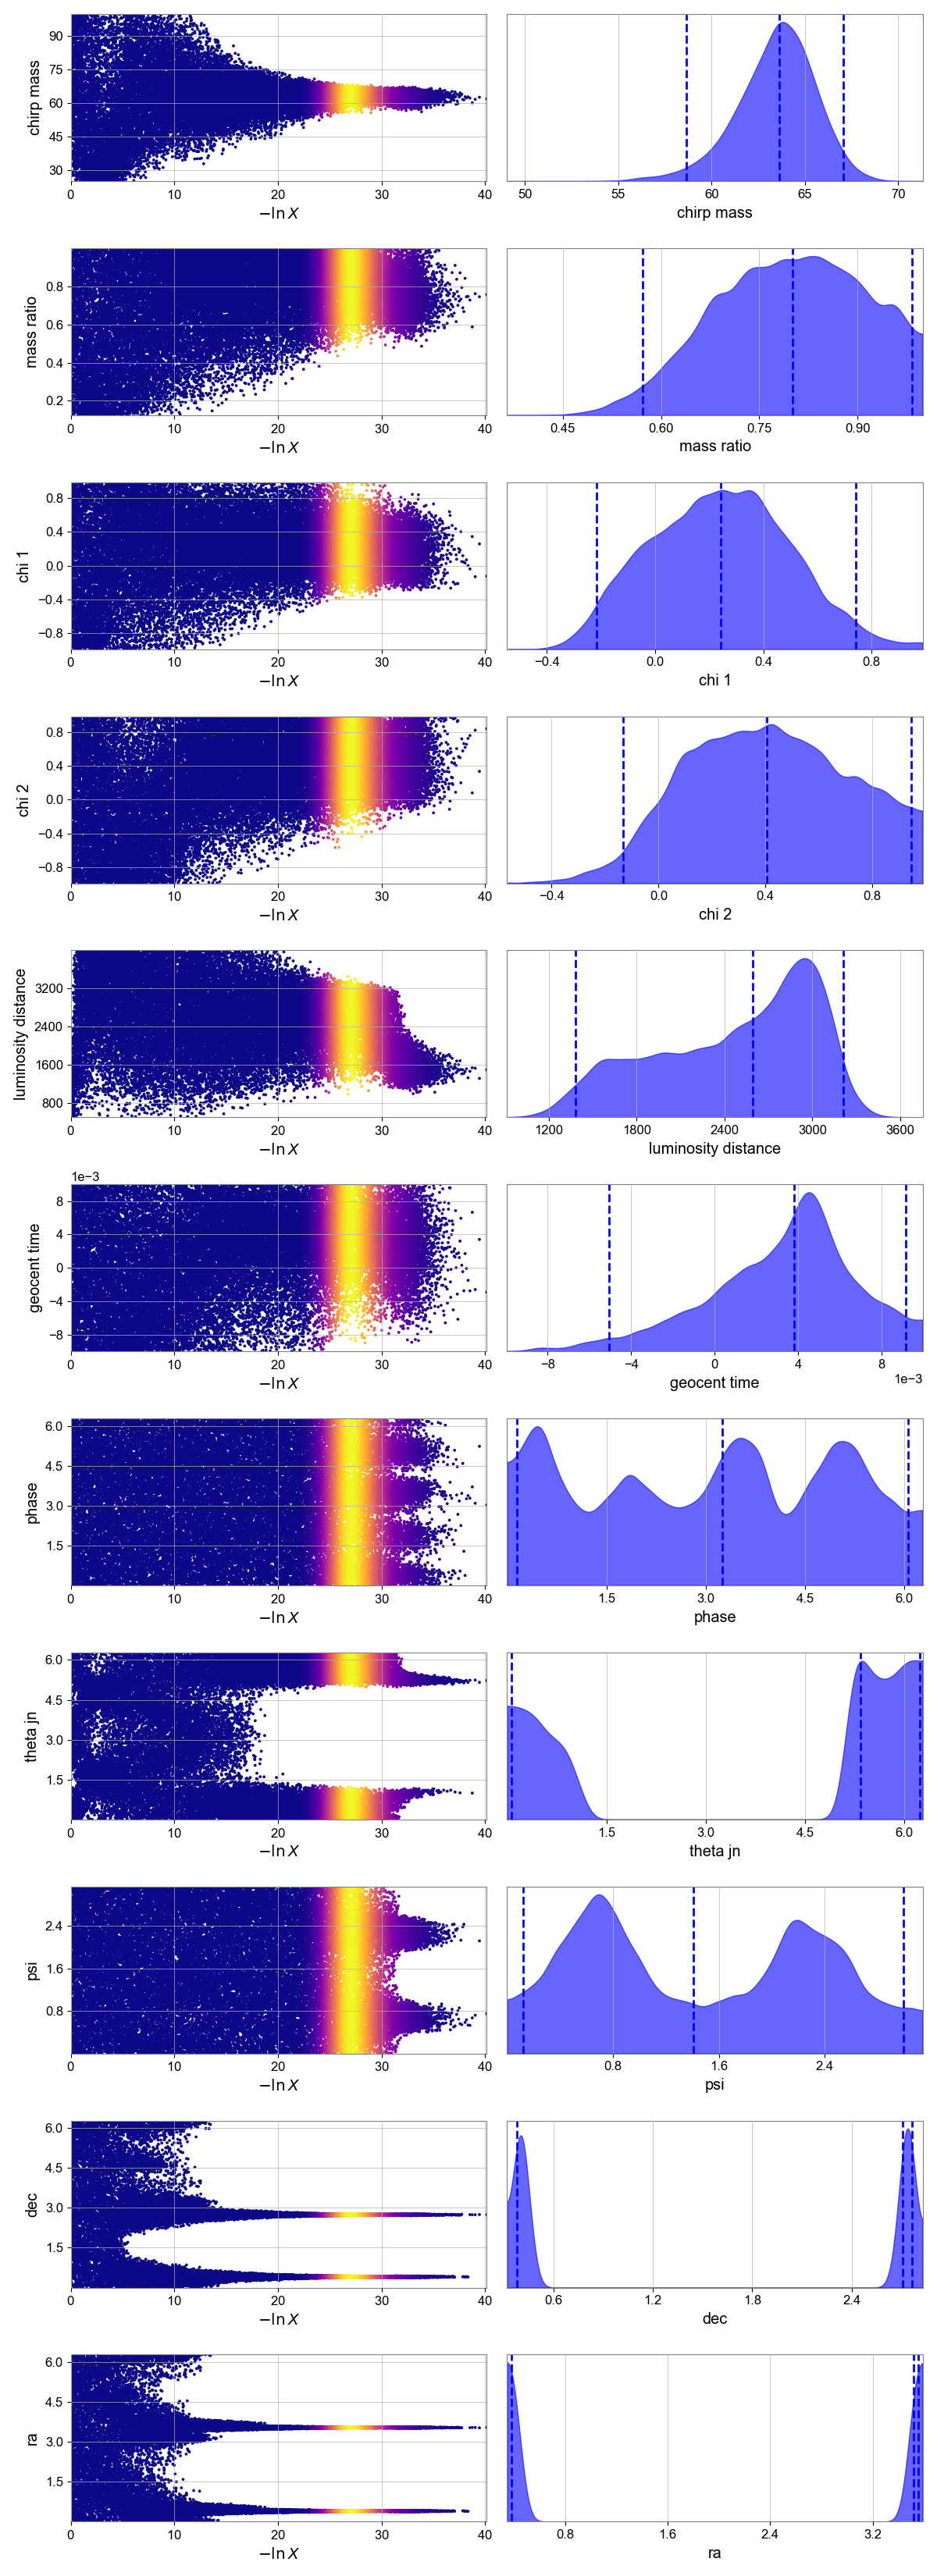 90
75
60
45
30
chirp mass
0 10 20 30 40
−ln X
50 55 60 65 70
chirp mass
0.8
0.6
0.4
0.2
mass ratio
0 10 20 30 40
−ln X
0.45 0.60 0.75 0.90
mass ratio
0.8
0.4
0.0
−0.4
−0.8
chi 1
0 10 20 30 40
−ln X
−0.4 0.0 0.4 0.8
chi 1
0.8
0.4
0.0
−0.4
−0.8
chi 2
0 10 20 30 40
−ln X
−0.4 0.0 0.4 0.8
chi 2
3200
2400
1600
800
luminosity distance
0 10 20 30 40
−ln X
1200 1800 2400 3000 3600
luminosity distance
1e−3
8
4
0
−4
−8
geocent time
0 10 20 30 40
−ln X
−8 −4 0 4 8
1e−3
geocent time
6.0
4.5
3.0
1.5
phase
0 10 20 30 40
−ln X
1.5 3.0 4.5 6.0
phase
6.0
4.5
3.0
1.5
theta jn
0 10 20 30 40
−ln X
1.5 3.0 4.5 6.0
theta jn
2.4
1.6
0.8
psi
0 10 20 30 40
−ln X
0.8 1.6 2.4
psi
6.0
4.5
3.0
1.5
dec
0 10 20 30 40
−ln X
0.6 1.2 1.8 2.4
dec
6.0
4.5
3.0
1.5
ra
0 10 20 30 40
−ln X
0.8 1.6 2.4 3.2
ra